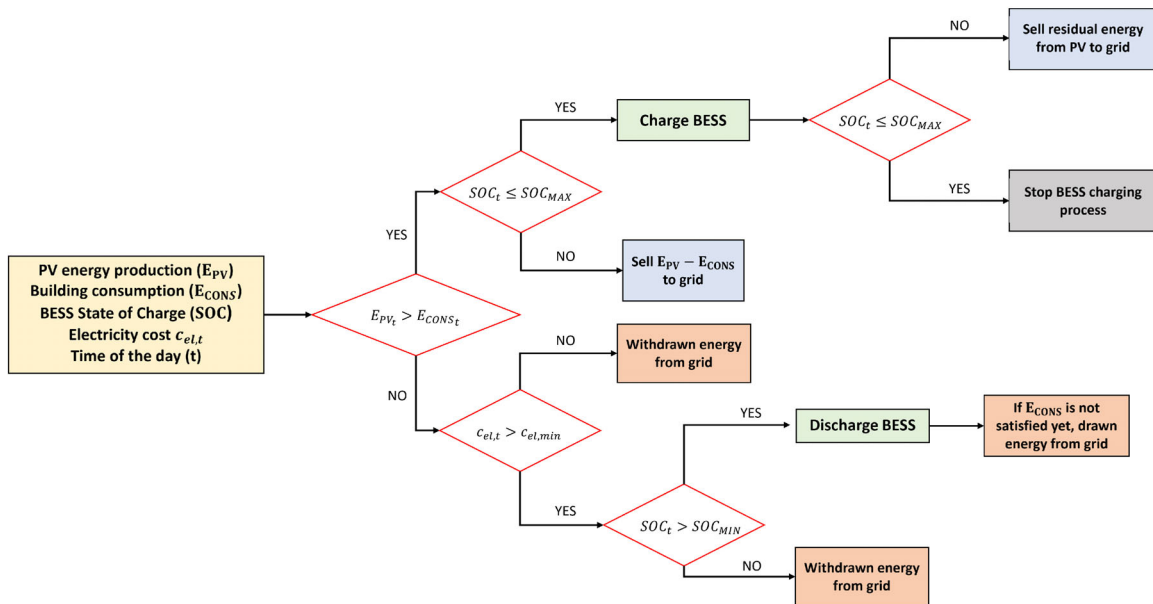 PV energy production (E_PV)
Building consumption (E_CONS)
BESS State of Charge (SOC)
Electricity cost c_el,t
Time of the day (t)
E_PV_t > E_CONS_t
YES
NO
SOC_t ≤ SOC_MAX
YES
NO
Charge BESS
Sell E_PV − E_CONS
to grid
SOC_t ≤ SOC_MAX
NO
YES
Sell residual energy
from PV to grid
Stop BESS charging
process
c_el,t > c_el,min
NO
YES
Withdrawn energy
from grid
SOC_t > SOC_MIN
YES
NO
Discharge BESS
If E_CONS is not
satisfied yet, drawn
energy from grid
Withdrawn energy
from grid